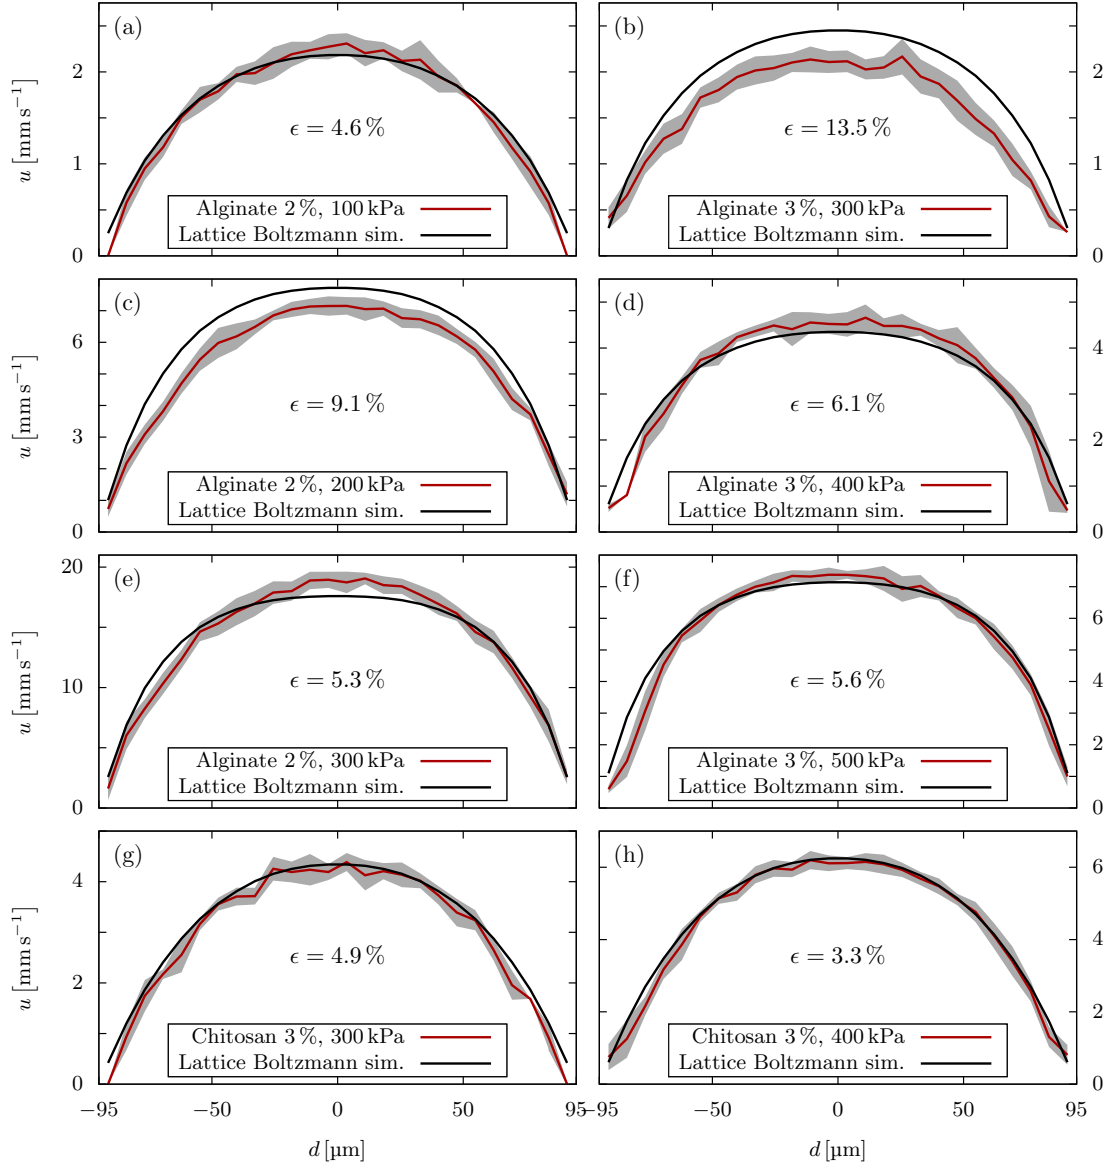 (a)
(b)
2
1
0
u [mm s⁻¹]
ϵ = 4.6 %
ϵ = 13.5 %
Alginate 2 %, 100 kPa
Lattice Boltzmann sim.
Alginate 3 %, 300 kPa
Lattice Boltzmann sim.
2
1
0
(c)
(d)
6
3
0
u [mm s⁻¹]
ϵ = 9.1 %
ϵ = 6.1 %
Alginate 2 %, 200 kPa
Lattice Boltzmann sim.
Alginate 3 %, 400 kPa
Lattice Boltzmann sim.
4
2
0
(e)
(f)
20
10
0
u [mm s⁻¹]
ϵ = 5.3 %
ϵ = 5.6 %
Alginate 2 %, 300 kPa
Lattice Boltzmann sim.
Alginate 3 %, 500 kPa
Lattice Boltzmann sim.
6
4
2
0
(g)
(h)
4
2
0
u [mm s⁻¹]
ϵ = 4.9 %
ϵ = 3.3 %
Chitosan 3 %, 300 kPa
Lattice Boltzmann sim.
Chitosan 3 %, 400 kPa
Lattice Boltzmann sim.
6
4
2
0
−95 −50 0 50 95
−95 −50 0 50 95
d [µm]
d [µm]